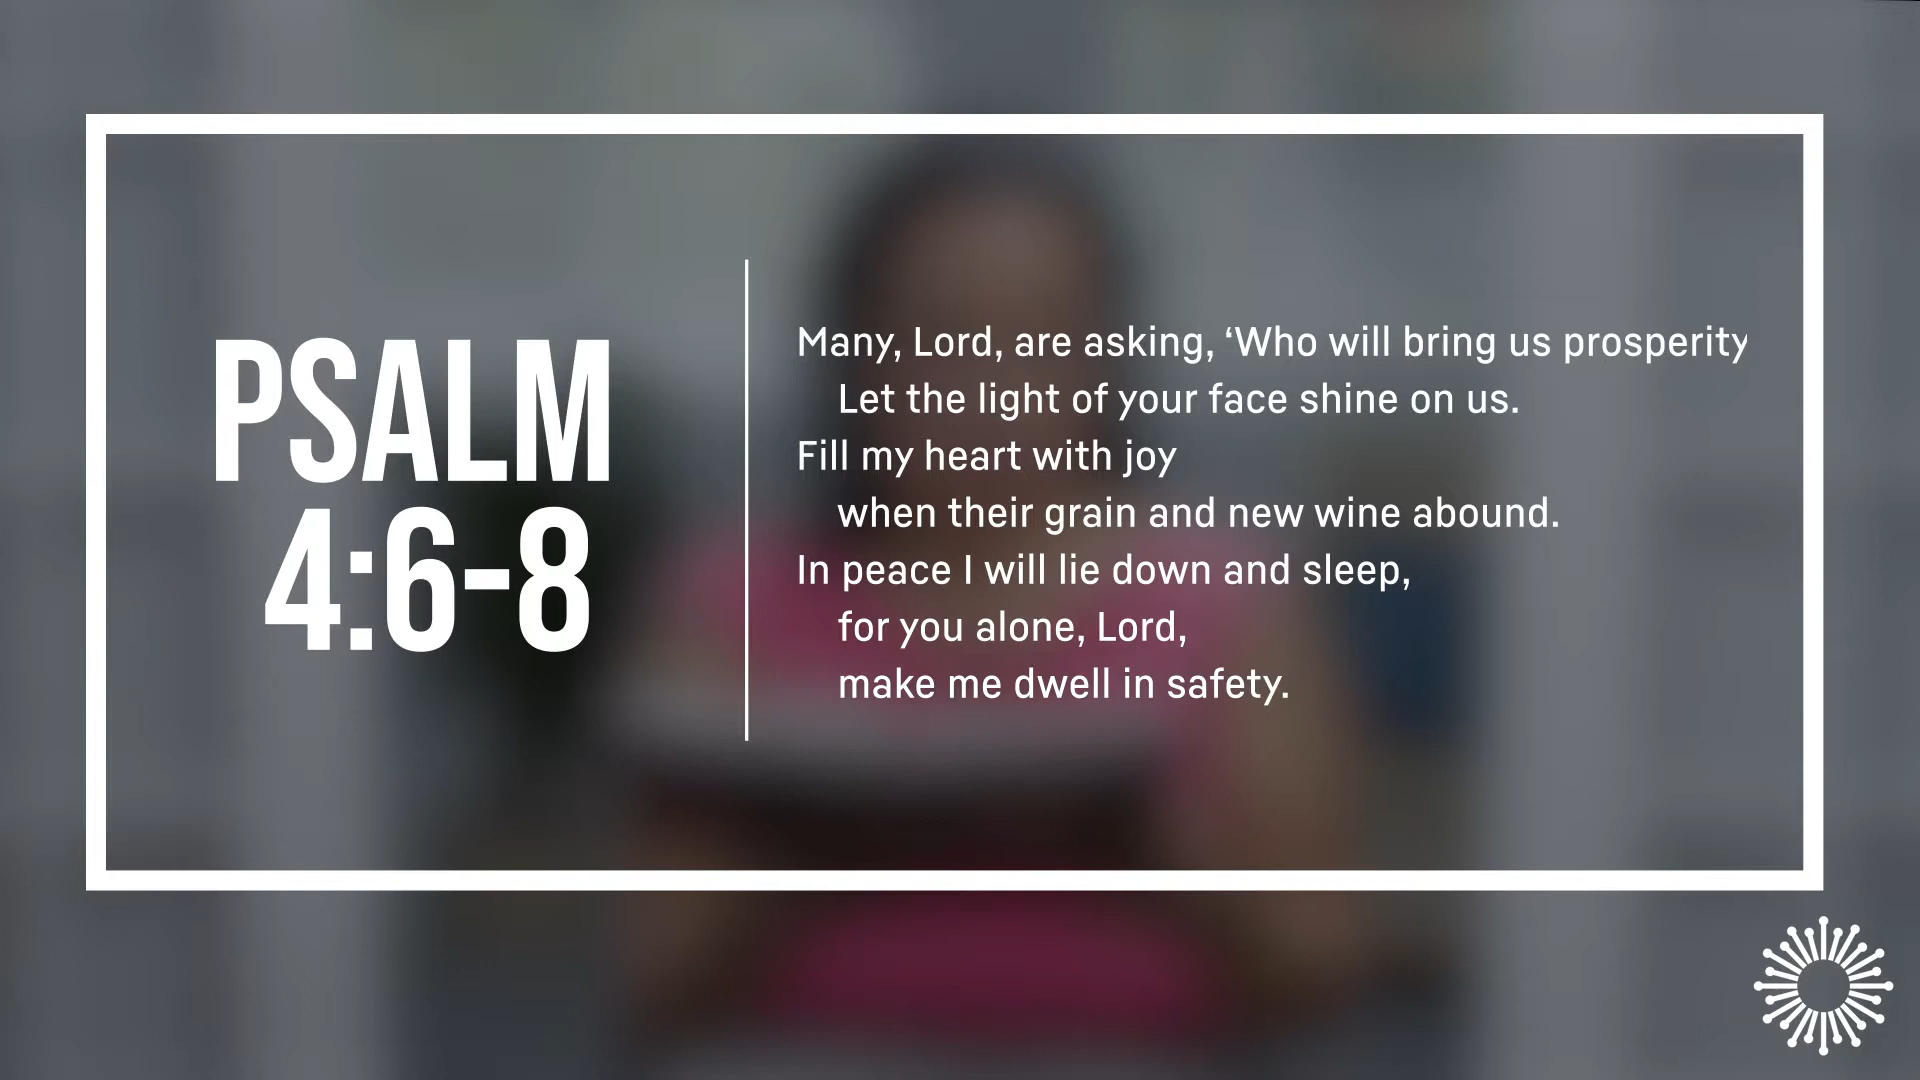 PSALM
4:6-8
Many, Lord, are asking, ‘Who will bring us prosperity
Let the light of your face shine on us.
Fill my heart with joy
when their grain and new wine abound.
In peace I will lie down and sleep,
for you alone, Lord,
make me dwell in safety.